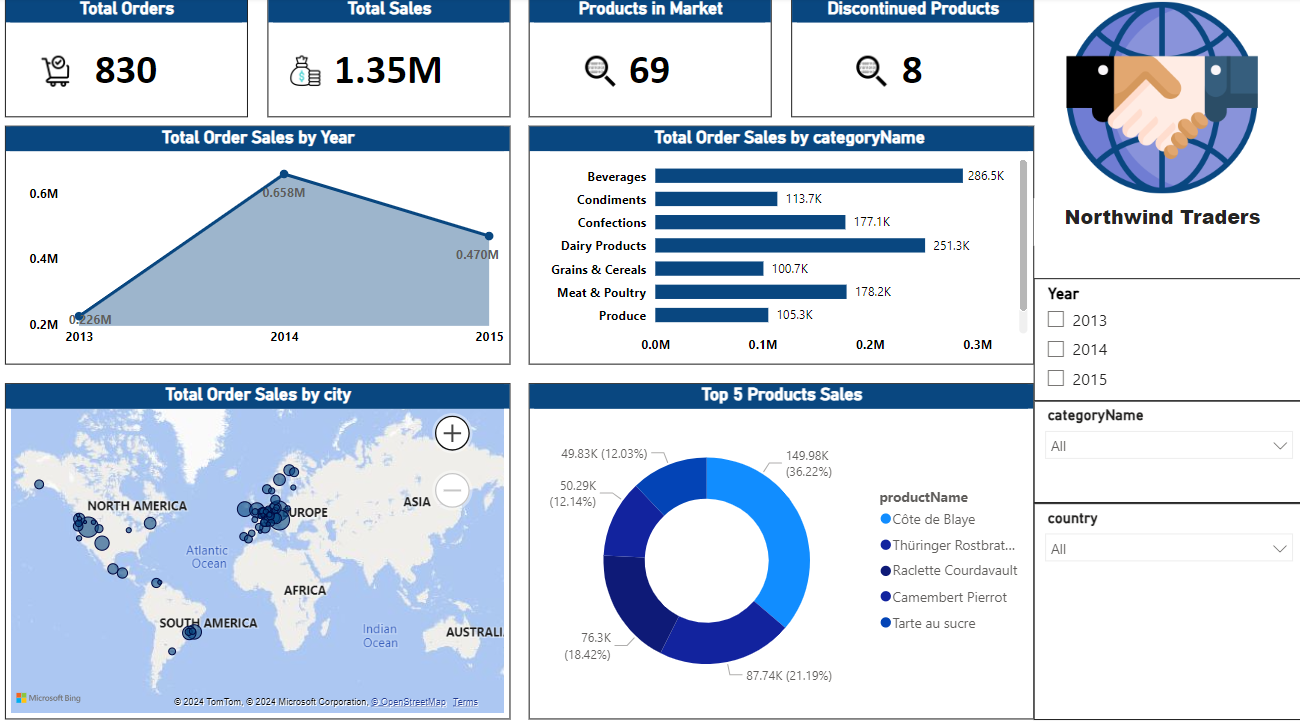 Total Orders
830
Total Sales
1.35M
Products in Market
69
Discontinued Products
8
Northwind Traders
Total Order Sales by Year
0.6M
0.4M
0.2M
0.226M
0.658M
0.470M
2013
2014
2015
Total Order Sales by categoryName
Beverages
286.5K
Condiments
113.7K
Confections
177.1K
Dairy Products
251.3K
Grains & Cereals
100.7K
Meat & Poultry
178.2K
Produce
105.3K
0.0M
0.1M
0.2M
0.3M
Year
2013
2014
2015
categoryName
All
country
All
Total Order Sales by city
NORTH AMERICA
UROPE
ASIA
Atlantic
Ocean
AFRICA
SOUTH AMERICA
Indian
Ocean
AUSTRALI
Microsoft Bing
© 2024 TomTom, © 2024 Microsoft Corporation, © OpenStreetMap Terms
Top 5 Products Sales
49.83K (12.03%)
50.29K
(12.14%)
76.3K
(18.42%)
87.74K (21.19%)
149.98K
(36.22%)
productName
Côte de Blaye
Thüringer Rostbrat...
Raclette Courdavault
Camembert Pierrot
Tarte au sucre